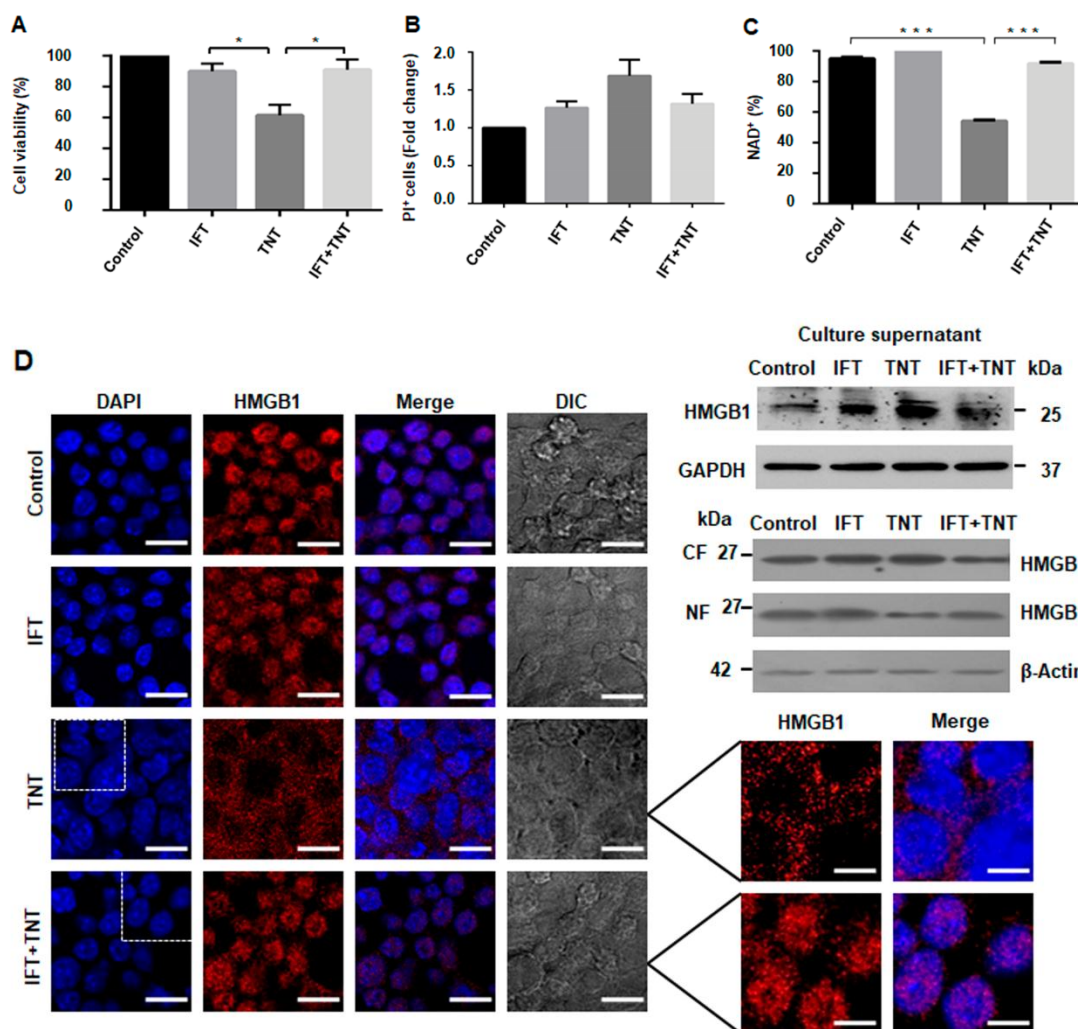 A
Cell viability (%)
100
80
60
40
20
0
*
*
Control
IFT
TNT
IFT+TNT
B
PI⁺ cells (Fold change)
2.0
1.5
1.0
0.5
0.0
Control
IFT
TNT
IFT+TNT
C
NAD⁺ (%)
100
80
60
40
20
0
***
***
Control
IFT
TNT
IFT+TNT
D
DAPI
HMGB1
Merge
DIC
Control
IFT
TNT
IFT+TNT
Culture supernatant
Control IFT TNT IFT+TNT kDa
HMGB1 25
GAPDH 37
kDa Control IFT TNT IFT+TNT
CF 27 HMGB
NF 27 HMGB
42 β-Actin
HMGB1 Merge